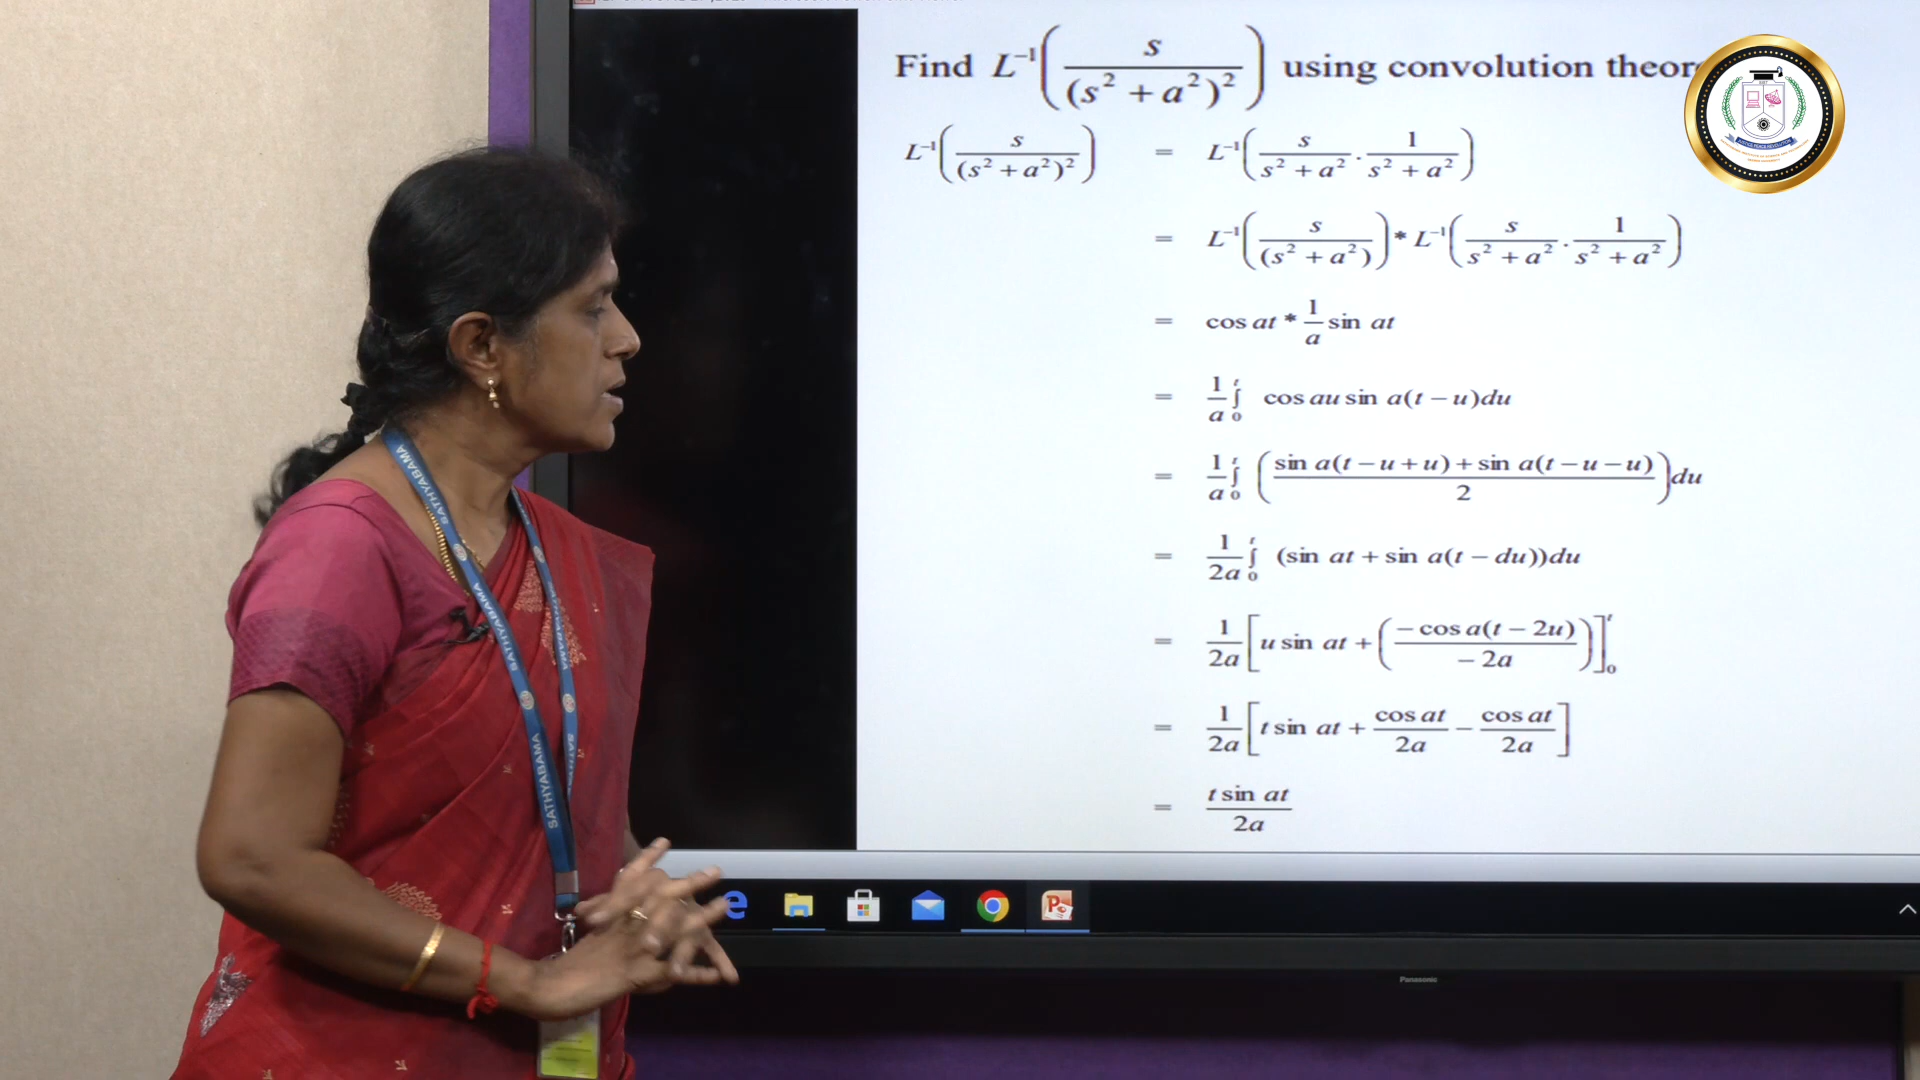 Find L⁻¹(s/(s² + a²)²) using convolution
L⁻¹(s/(s² + a²)²) = L⁻¹(s/(s² + a²) · 1/(s² + a²))
= L⁻¹(s/(s² + a²)) * L⁻¹(s/(s² + a²) · 1/(s² + a²))
= cos at * 1/a sin at
= 1/a ∫₀ᵗ cos au sin a(t – u)du
= 1/a ∫₀ᵗ ((sin a(t – u + u) + sin a(t – u – u))/2)du
= 1/2a ∫₀ᵗ (sin at + sin a(t – du))du
= 1/2a [u sin at + (– cos a(t – 2u)/– 2a)]₀ᵗ
= 1/2a [t sin at + cos at/2a – cos at/2a]
= t sin at/2a
SATHYABAMA
SATHYABAMA
SATHYABAMA
Panasonic